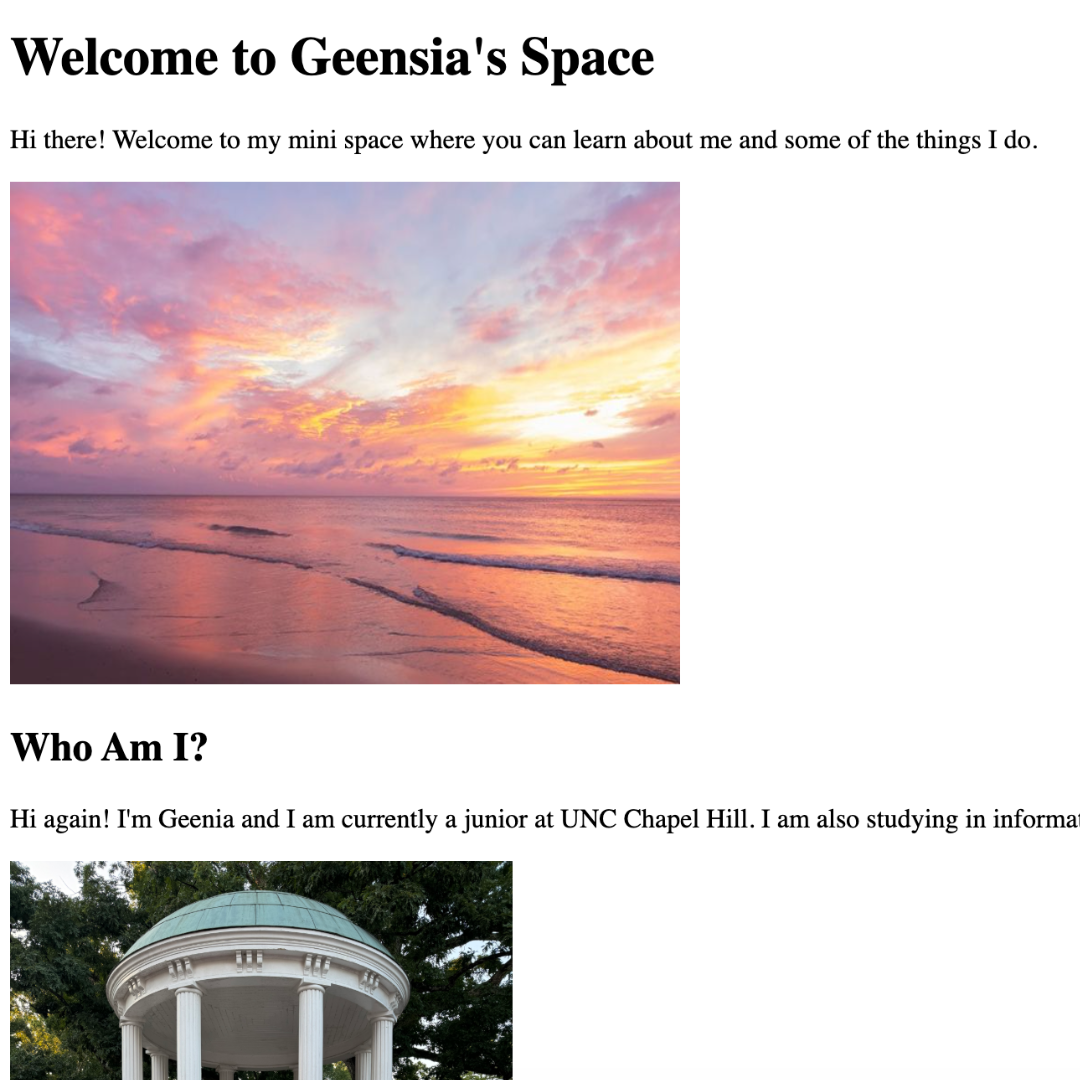 Welcome to Geensia's Space
Hi there! Welcome to my mini space where you can learn about me and some of the things I do.
Who Am I?
Hi again! I'm Geenia and I am currently a junior at UNC Chapel Hill. I am also studying in